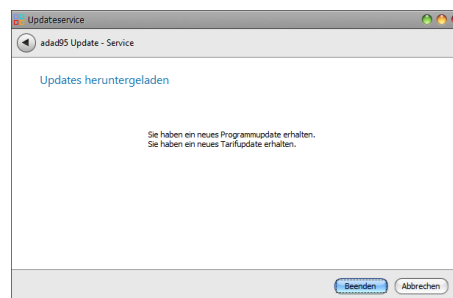 Updateservice
adad95 Update - Service
Updates heruntergeladen
Sie haben ein neues Programmupdate erhalten.
Sie haben ein neues Tarifupdate erhalten.
Beenden
Abbrechen